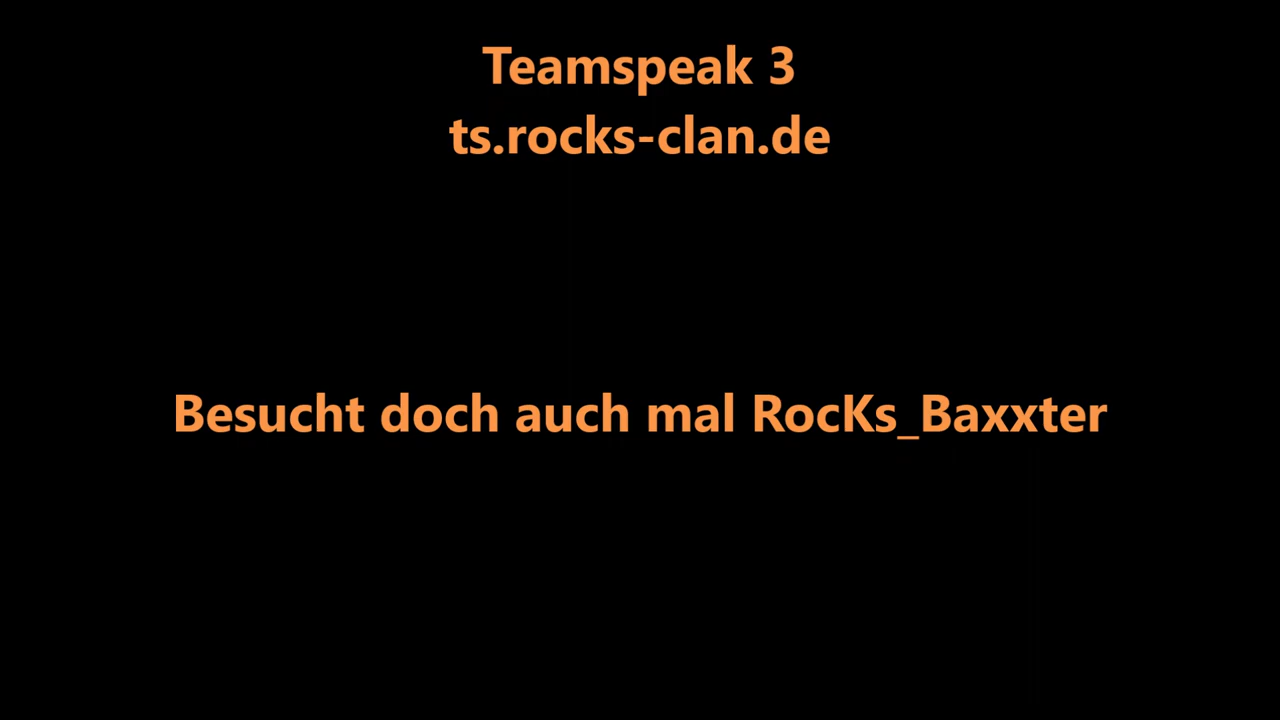 Teamspeak 3
ts.rocks-clan.de
Besucht doch auch mal RocKs_Baxxter